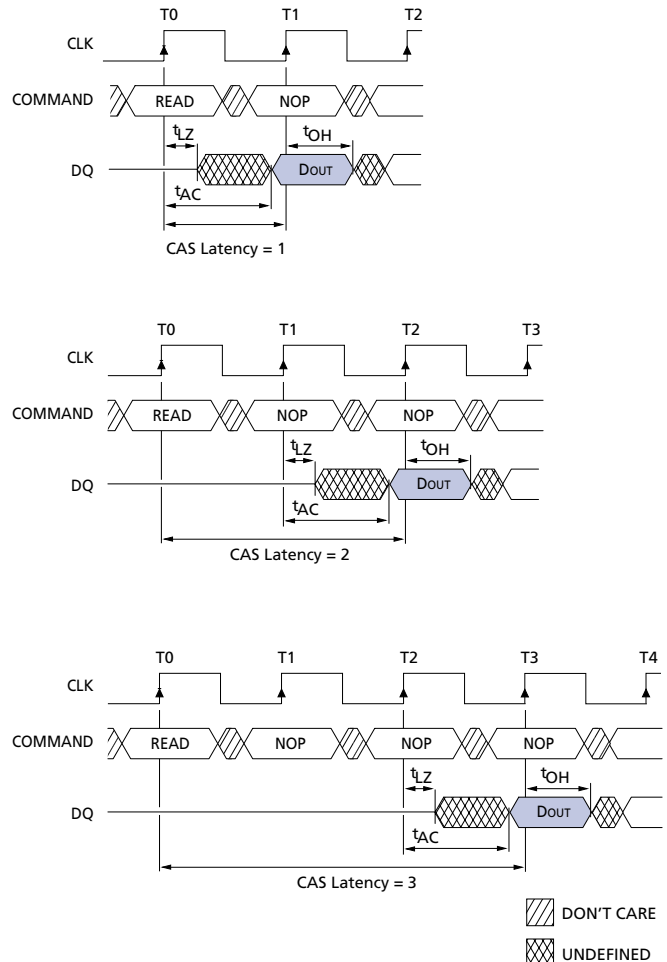 T0 T1 T2
CLK
COMMAND READ NOP
tLZ tOH
DQ DOUT
tAC
CAS Latency = 1
T0 T1 T2 T3
CLK
COMMAND READ NOP NOP
tLZ tOH
DQ DOUT
tAC
CAS Latency = 2
T0 T1 T2 T3 T4
CLK
COMMAND READ NOP NOP NOP
tLZ tOH
DQ DOUT
tAC
CAS Latency = 3
DON'T CARE
UNDEFINED